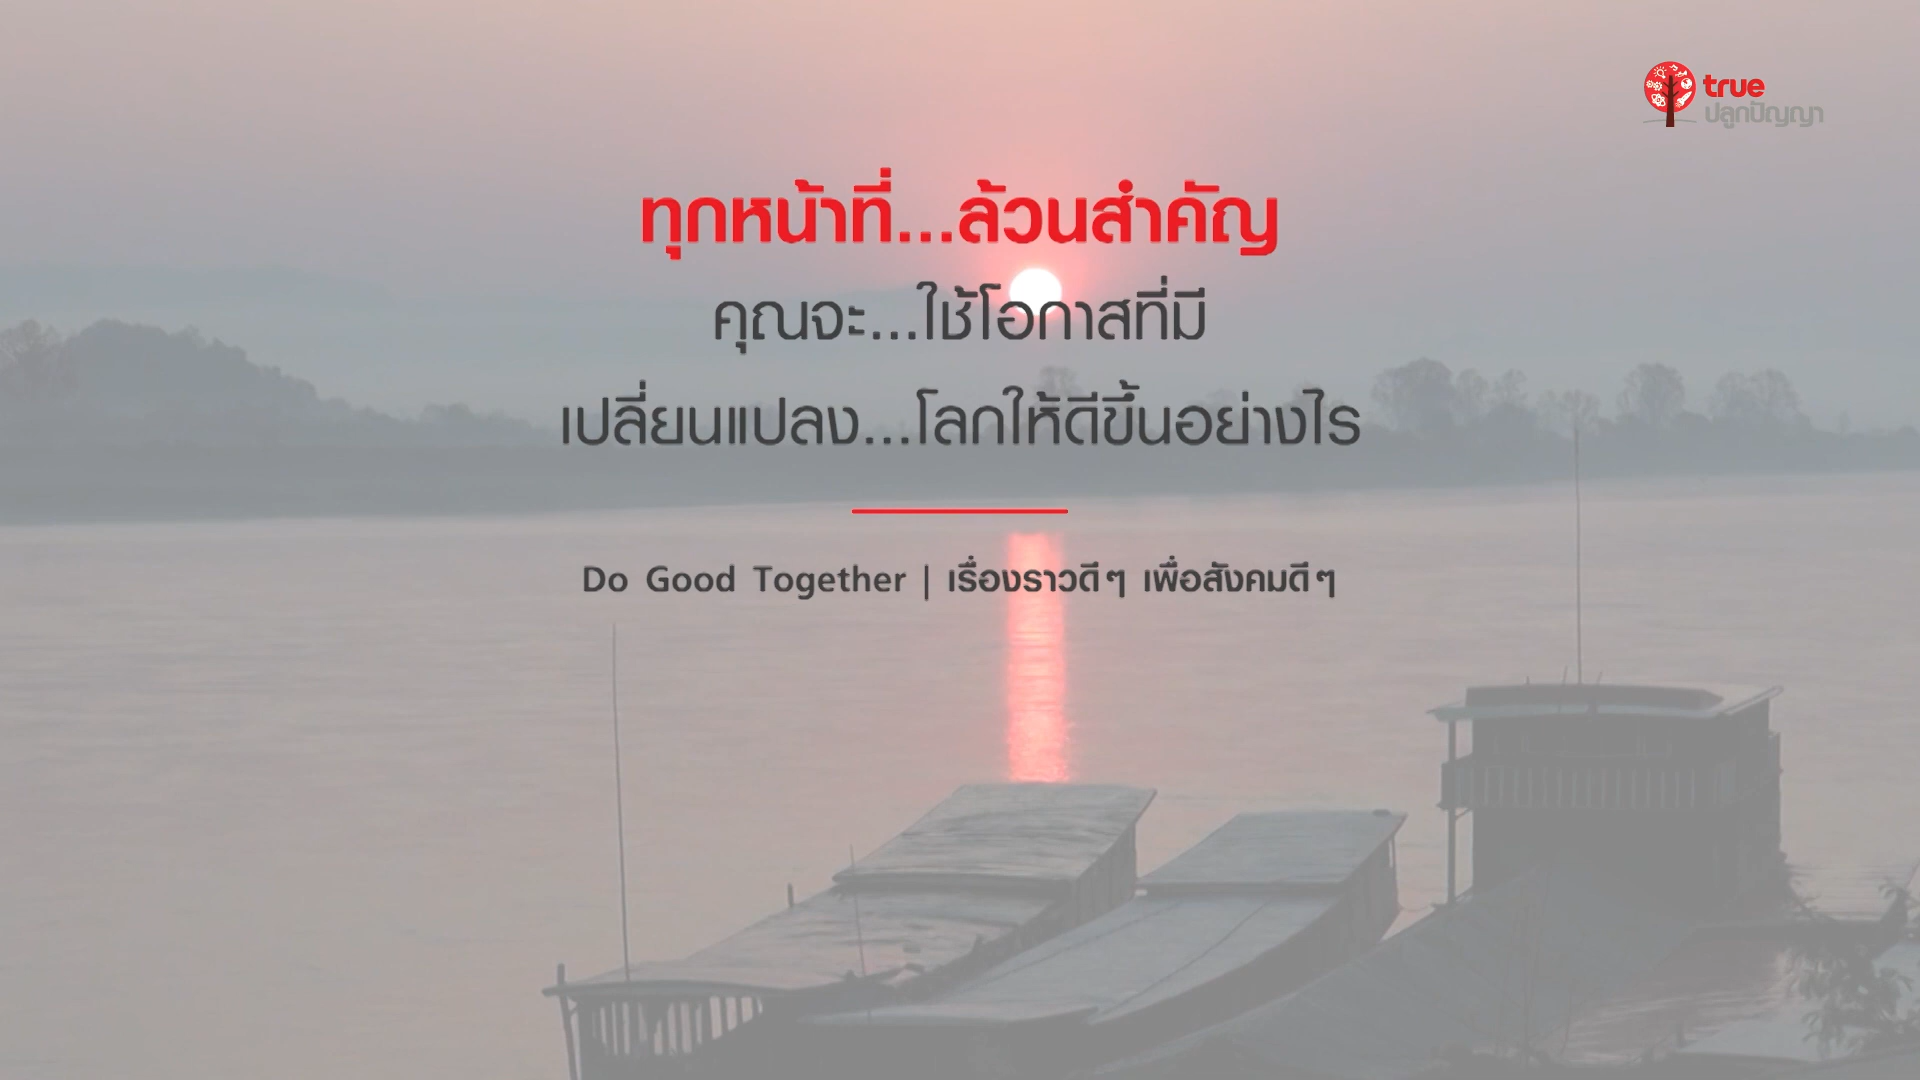 true
ปลูกปัญญา
ทุกหน้าที่...ล้วนสำคัญ
คุณจะ...ใช้โอกาสที่มี
เปลี่ยนแปลง...โลกให้ดีขึ้นอย่างไร
Do Good Together | เรื่องราวดีๆ เพื่อสังคมดีๆ